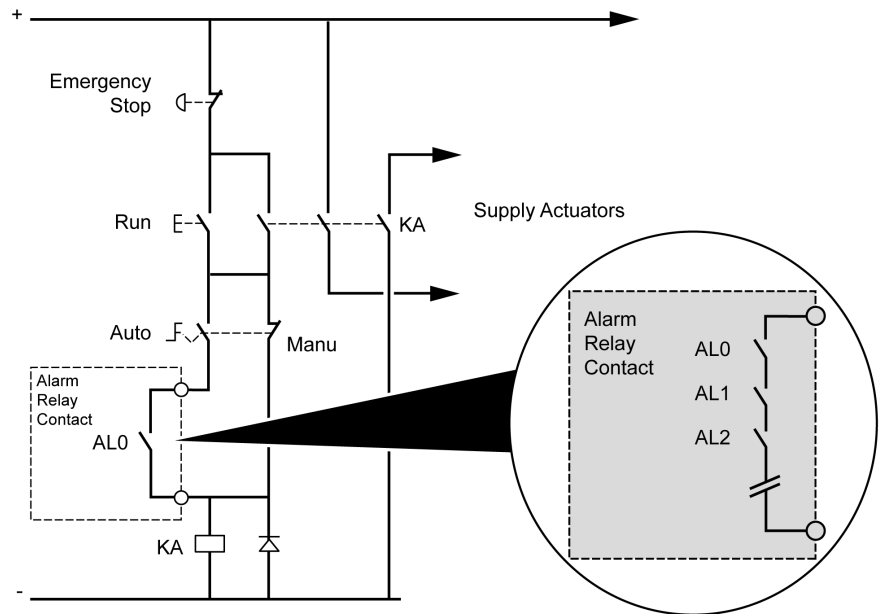 +
Emergency
Stop
Run
KA
Supply Actuators
Auto
Manu
Alarm
Relay
Contact
AL0
KA
-
Alarm
Relay
Contact
AL0
AL1
AL2